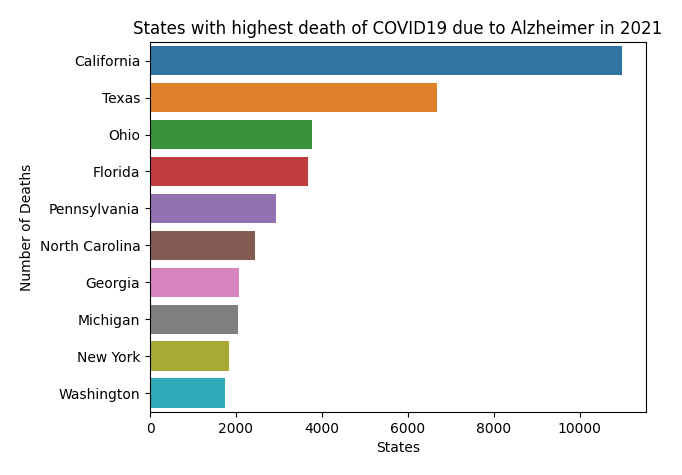 States with highest death of COVID19 due to Alzheimer in 2021
California
Texas
Ohio
Florida
Pennsylvania
North Carolina
Georgia
Michigan
New York
Washington
Number of Deaths
0 2000 4000 6000 8000 10000
States